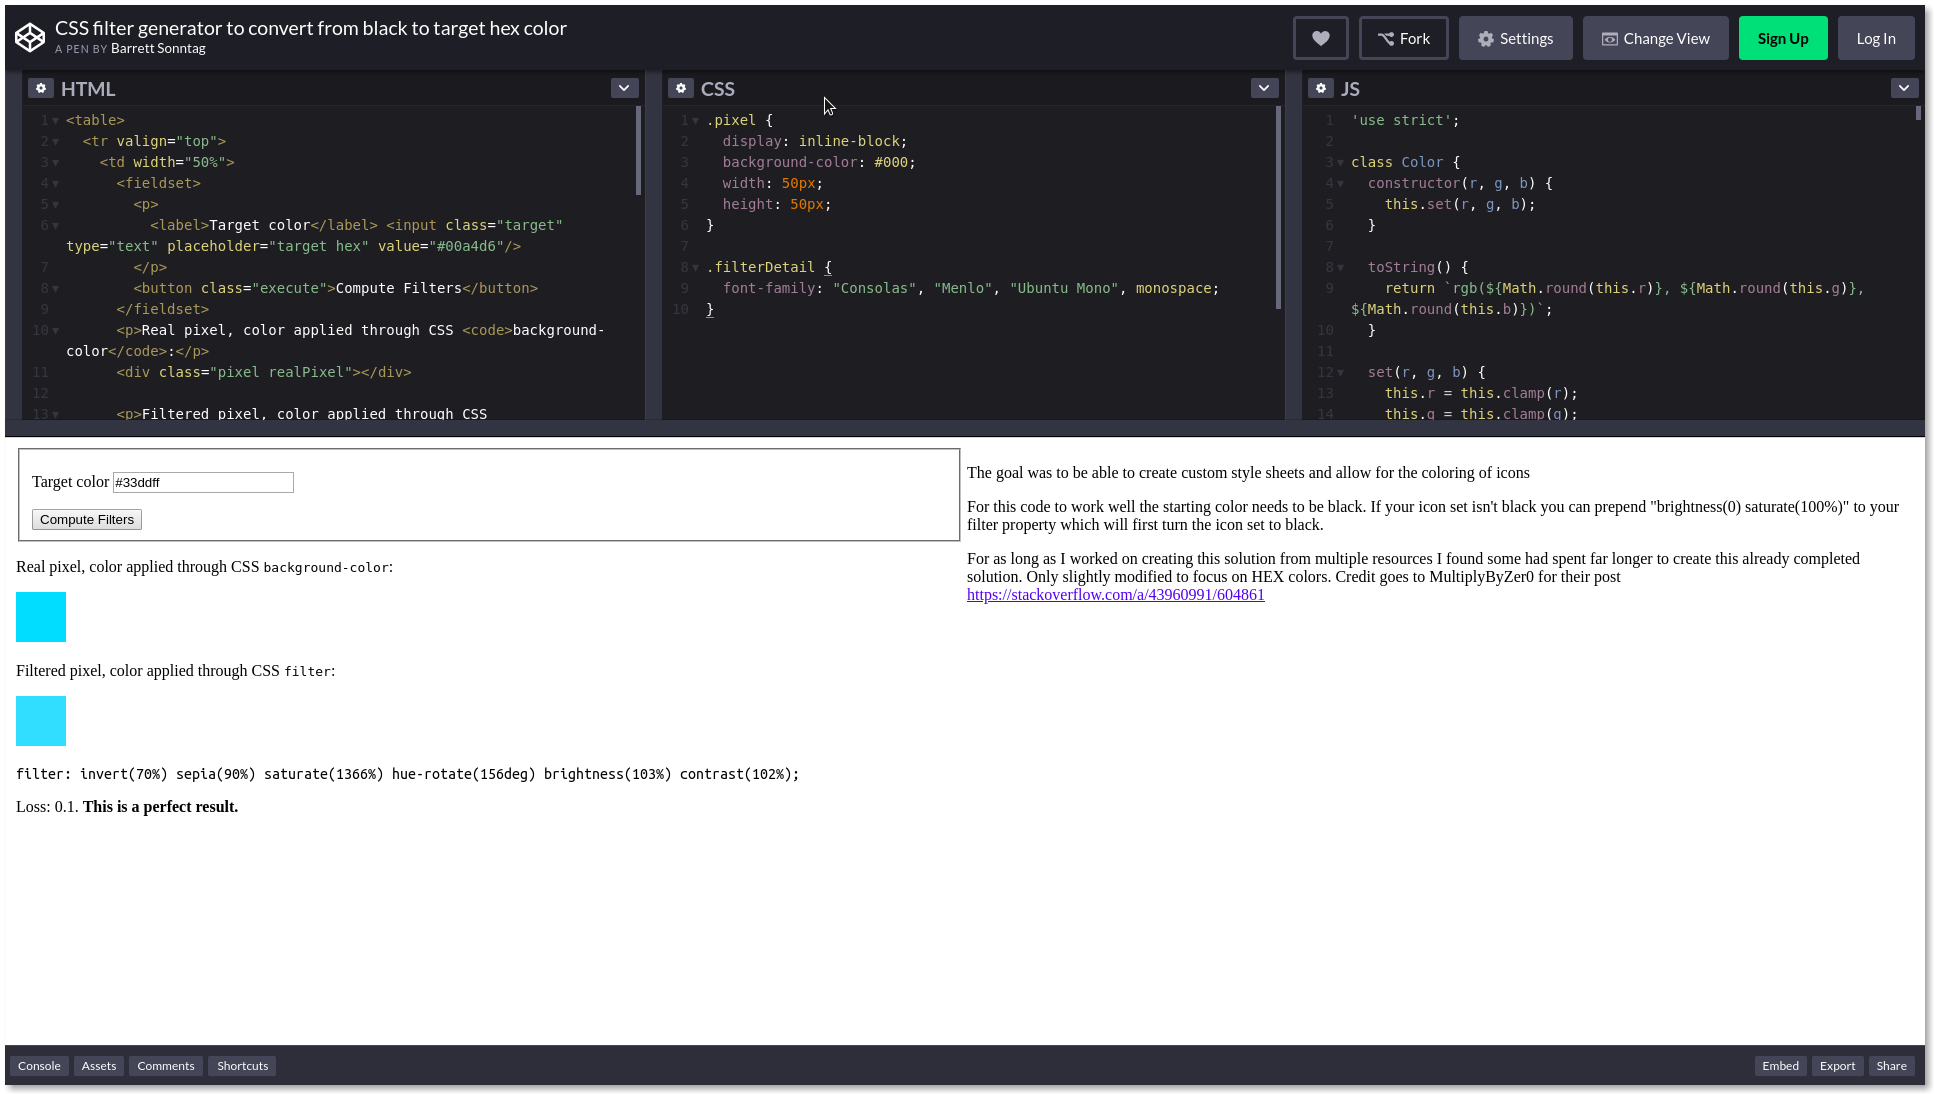 CSS filter generator to convert from black to target hex color
A PEN BY Barrett Sonntag
Fork
Settings
Change View
Sign Up
Log In
HTML
1 <table>
2 <tr valign="top">
3 <td width="50%">
4 <fieldset>
5 <p>
6 <label>Target color</label> <input class="target"
type="text" placeholder="target hex" value="#00a4d6"/>
7 </p>
8 <button class="execute">Compute Filters</button>
9 </fieldset>
10 <p>Real pixel, color applied through CSS <code>background-
color</code>:</p>
11 <div class="pixel realPixel"></div>
12
13 <p>Filtered pixel, color applied through CSS
CSS
1 .pixel {
2 display: inline-block;
3 background-color: #000;
4 width: 50px;
5 height: 50px;
6 }
7
8 .filterDetail {
9 font-family: "Consolas", "Menlo", "Ubuntu Mono", monospace;
10 }
JS
1 'use strict';
2
3 class Color {
4 constructor(r, g, b) {
5 this.set(r, g, b);
6 }
7
8 toString() {
9 return `rgb(${Math.round(this.r)}, ${Math.round(this.g)},
${Math.round(this.b)})`;
10 }
11
12 set(r, g, b) {
13 this.r = this.clamp(r);
14 this.g = this.clamp(g);
Target color #33ddff
Compute Filters
Real pixel, color applied through CSS background-color:
Filtered pixel, color applied through CSS filter:
filter: invert(70%) sepia(90%) saturate(1366%) hue-rotate(156deg) brightness(103%) contrast(102%);
Loss: 0.1. This is a perfect result.
The goal was to be able to create custom style sheets and allow for the coloring of icons
For this code to work well the starting color needs to be black. If your icon set isn't black you can prepend "brightness(0) saturate(100%)" to your
filter property which will first turn the icon set to black.
For as long as I worked on creating this solution from multiple resources I found some had spent far longer to create this already completed
solution. Only slightly modified to focus on HEX colors. Credit goes to MultiplyByZer0 for their post
https://stackoverflow.com/a/43960991/604861
Console
Assets
Comments
Shortcuts
Embed
Export
Share